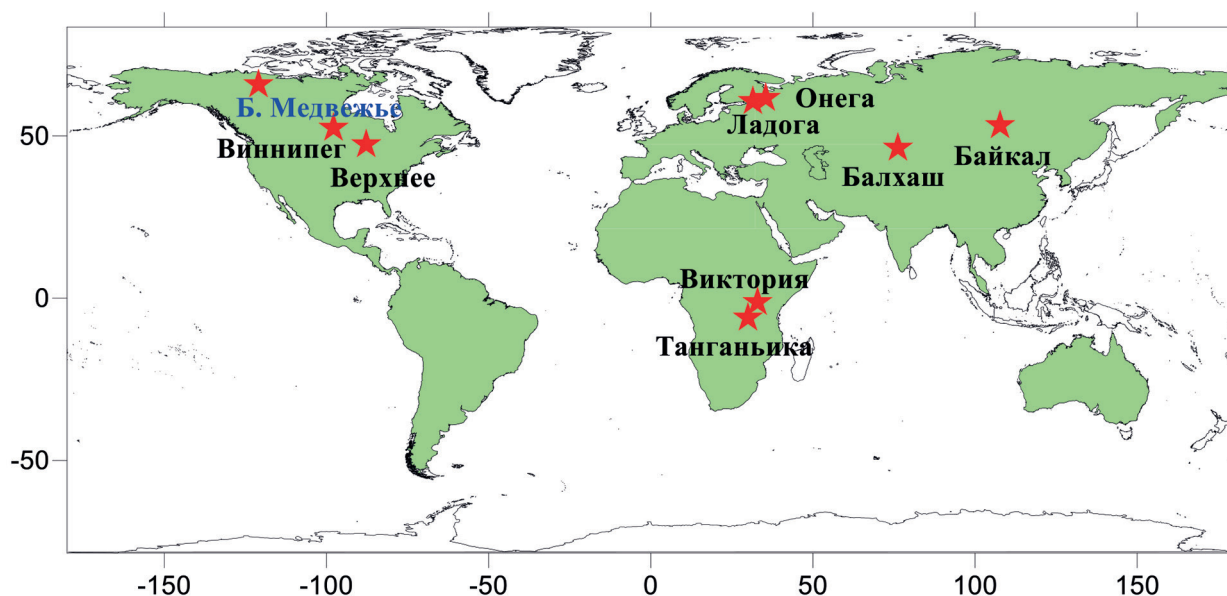 Б. Медвежье
Онега
Ладога
Виннипег
Верхнее
Балхаш
Байкал
Виктория
Танганьика
50
0
-50
-150
-100
-50
0
50
100
150